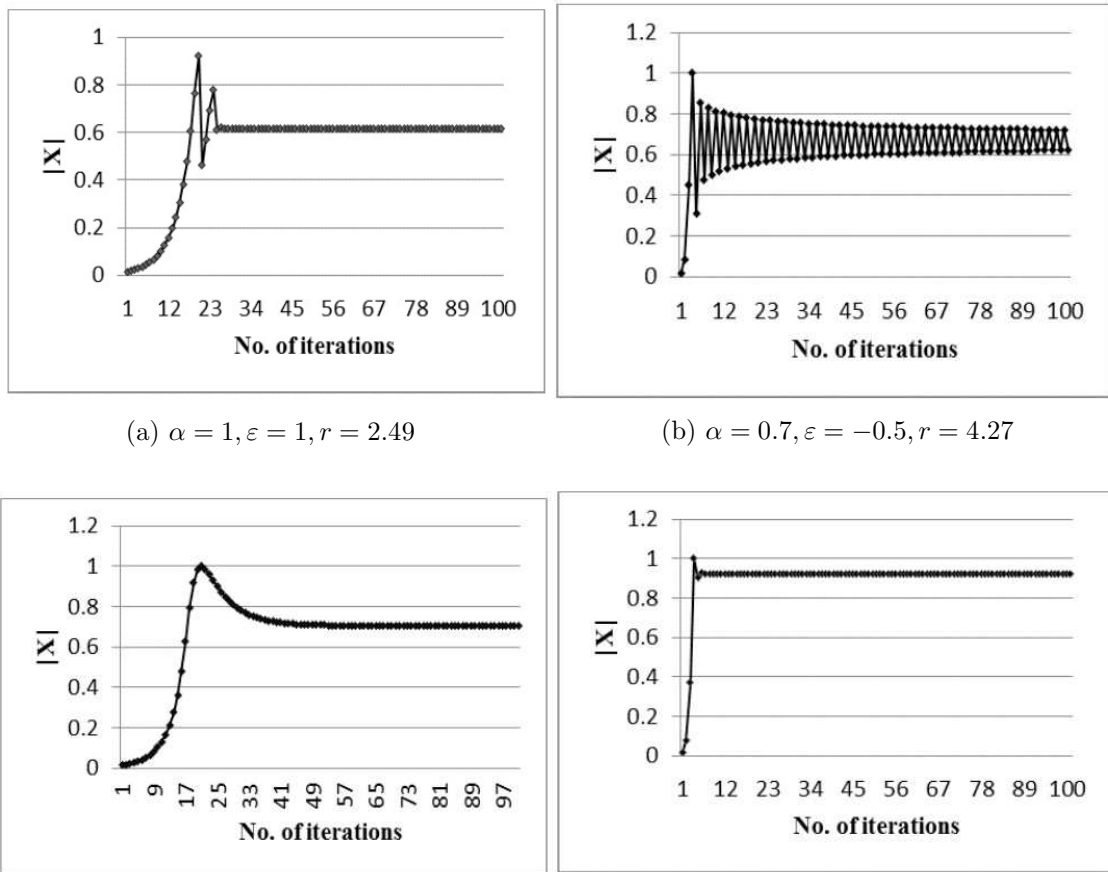 1
0.8
0.6
0.4
0.2
0
|X|
1 12 23 34 45 56 67 78 89 100
No. of iterations
1.2
1
0.8
0.6
0.4
0.2
0
|X|
1 12 23 34 45 56 67 78 89 100
No. of iterations
(a) α = 1, ε = 1, r = 2.49
(b) α = 0.7, ε = −0.5, r = 4.27
1.2
1
0.8
0.6
0.4
0.2
0
|X|
1 9 17 25 33 41 49 57 65 73 81 89 97
No. of iterations
1.2
1
0.8
0.6
0.4
0.2
0
|X|
1 12 23 34 45 56 67 78 89 100
No. of iterations